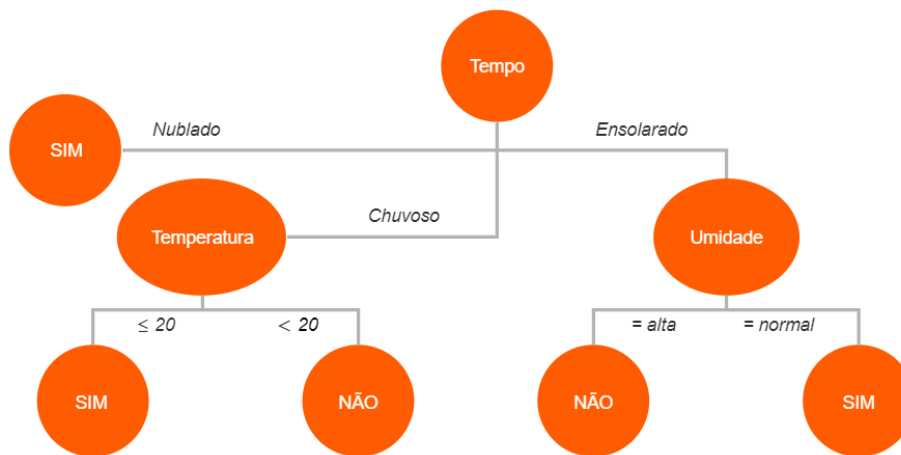 Tempo
Nublado
Ensolarado
SIM
Chuvoso
Temperatura
Umidade
≤ 20
< 20
= alta
= normal
SIM
NÃO
NÃO
SIM